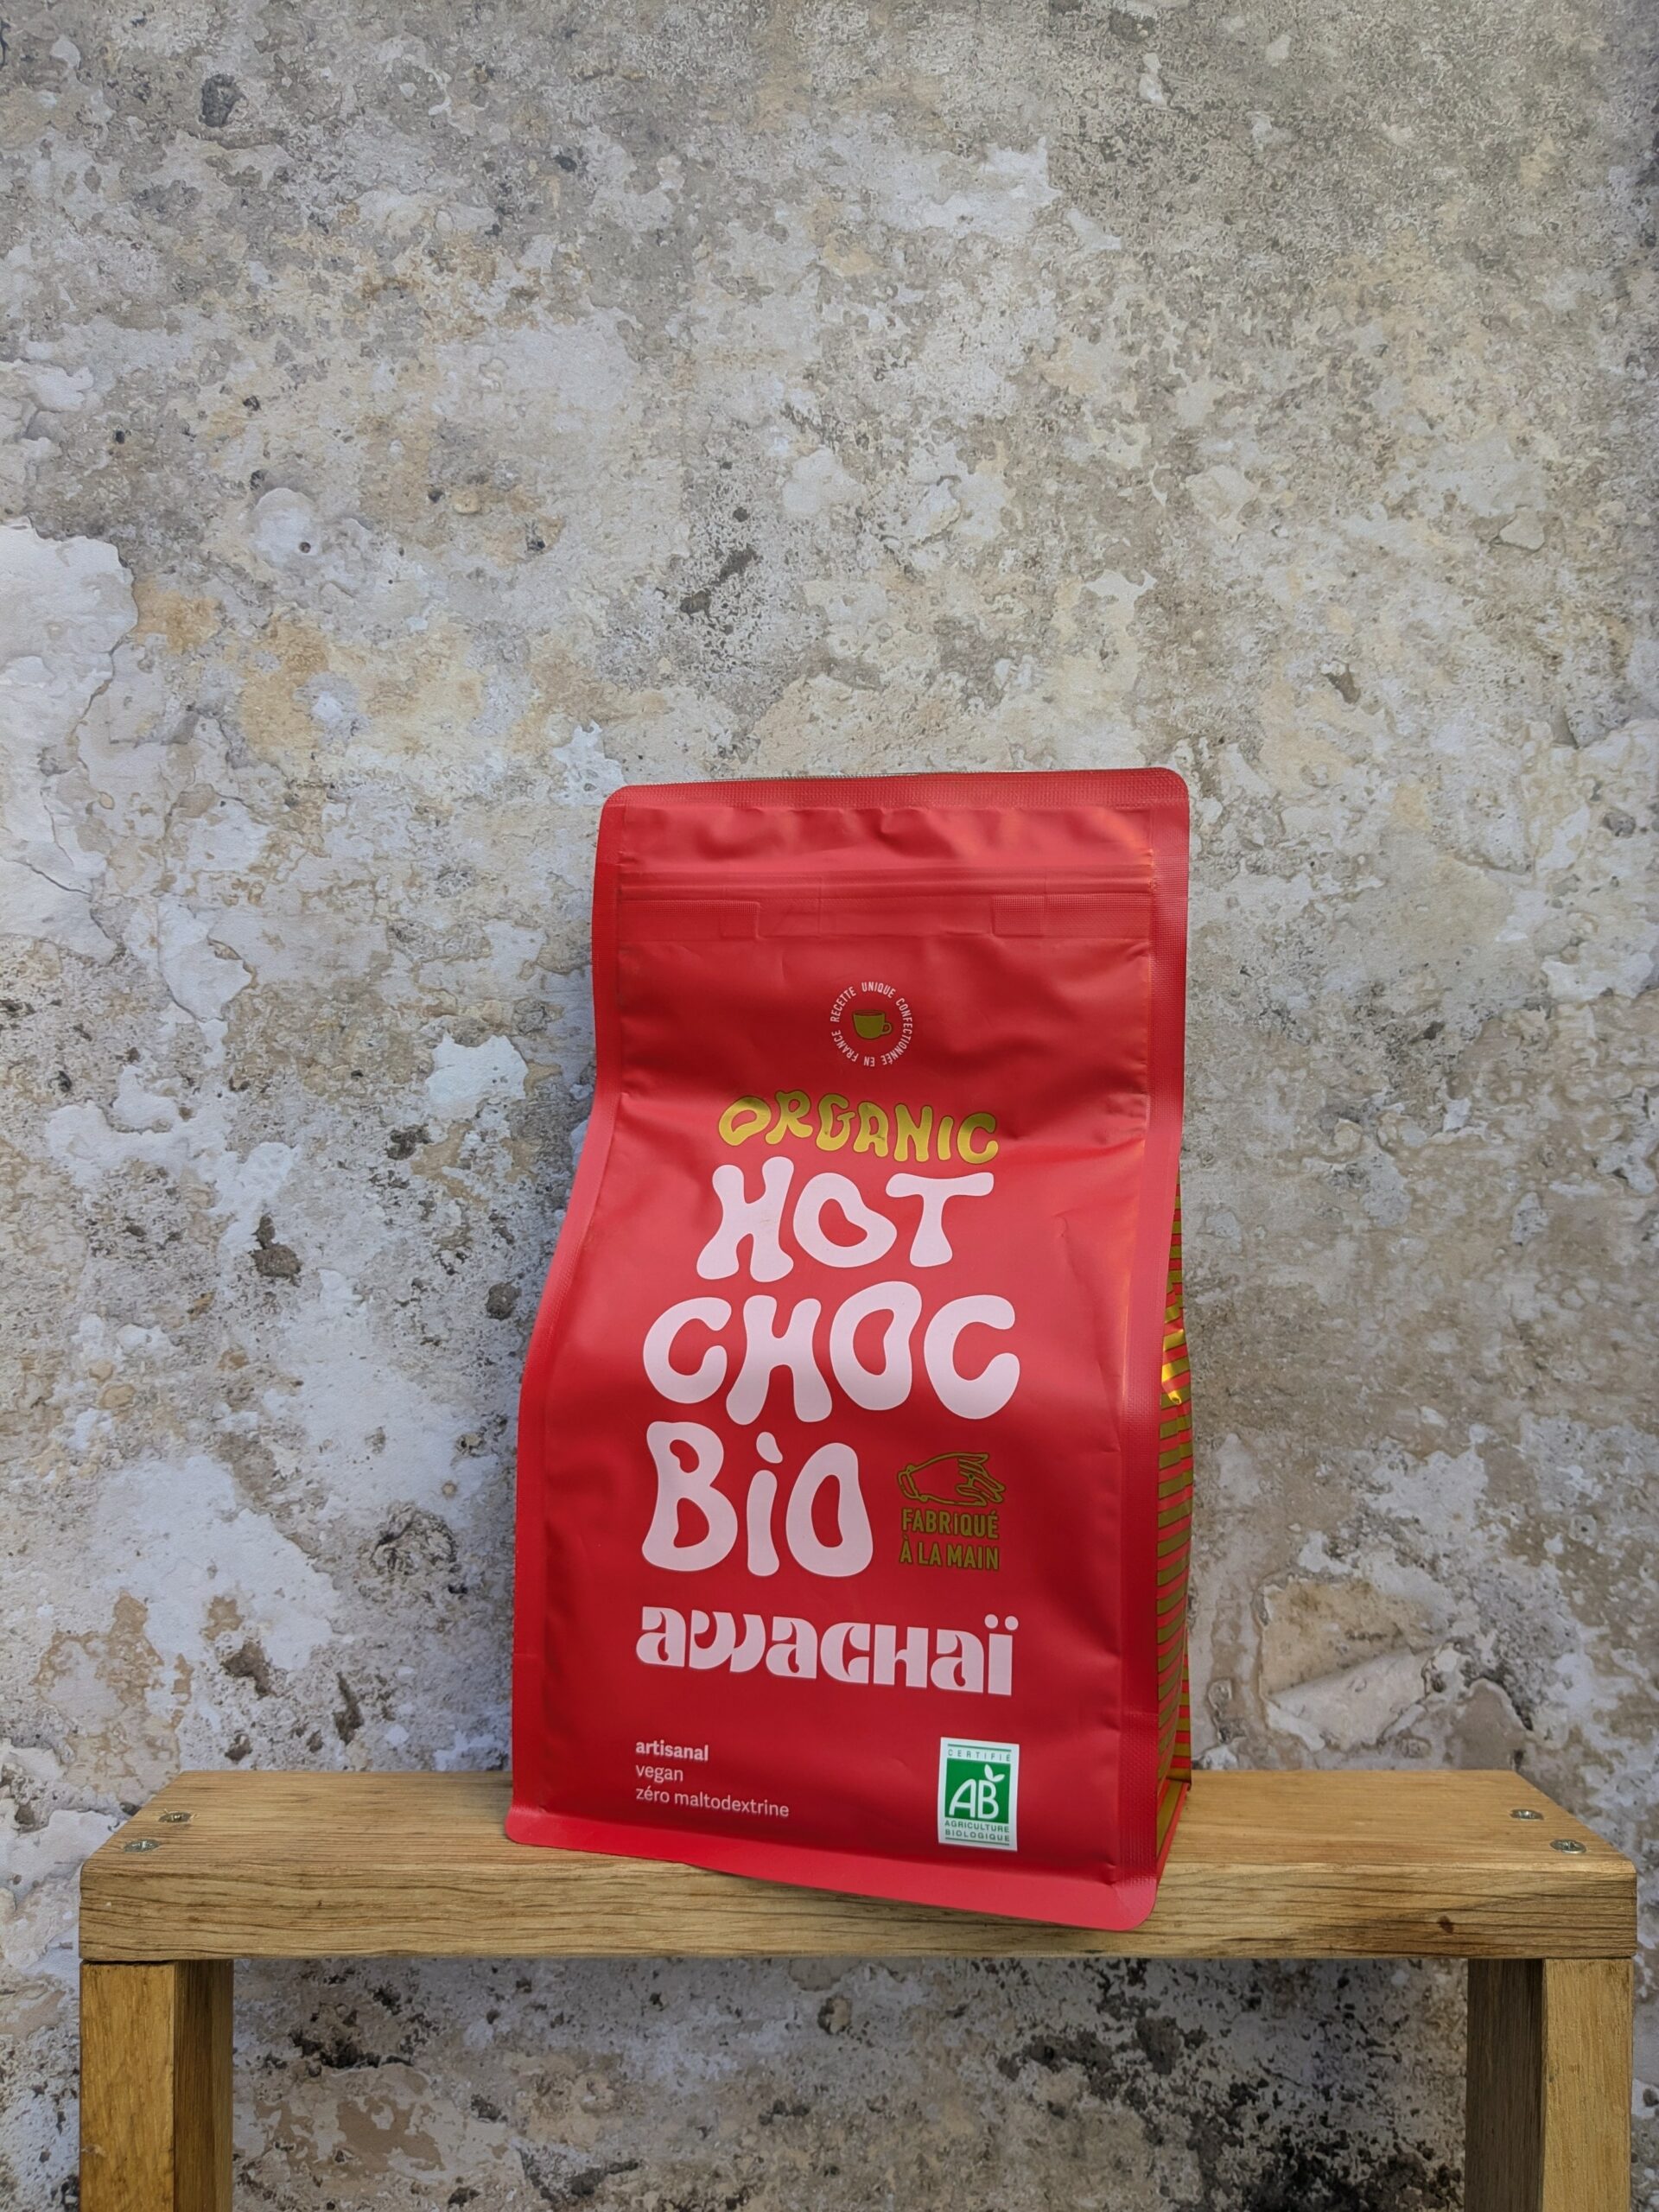 RECETTE UNIQUE CONFECTIONNÉE EN FRANCE
ORGANIC
HOT
CHOC
BiO
FABRiQUÉ
À LA MAIN
awachaï
artisanal
vegan
zéro maltodextrine
CERTIFIÉ
AB
AGRICULTURE
BIOLOGIQUE